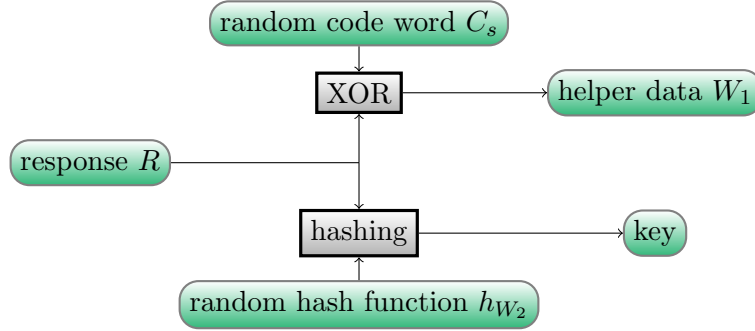 random code word C_s
XOR
helper data W_1
response R
hashing
key
random hash function h_{W_2}